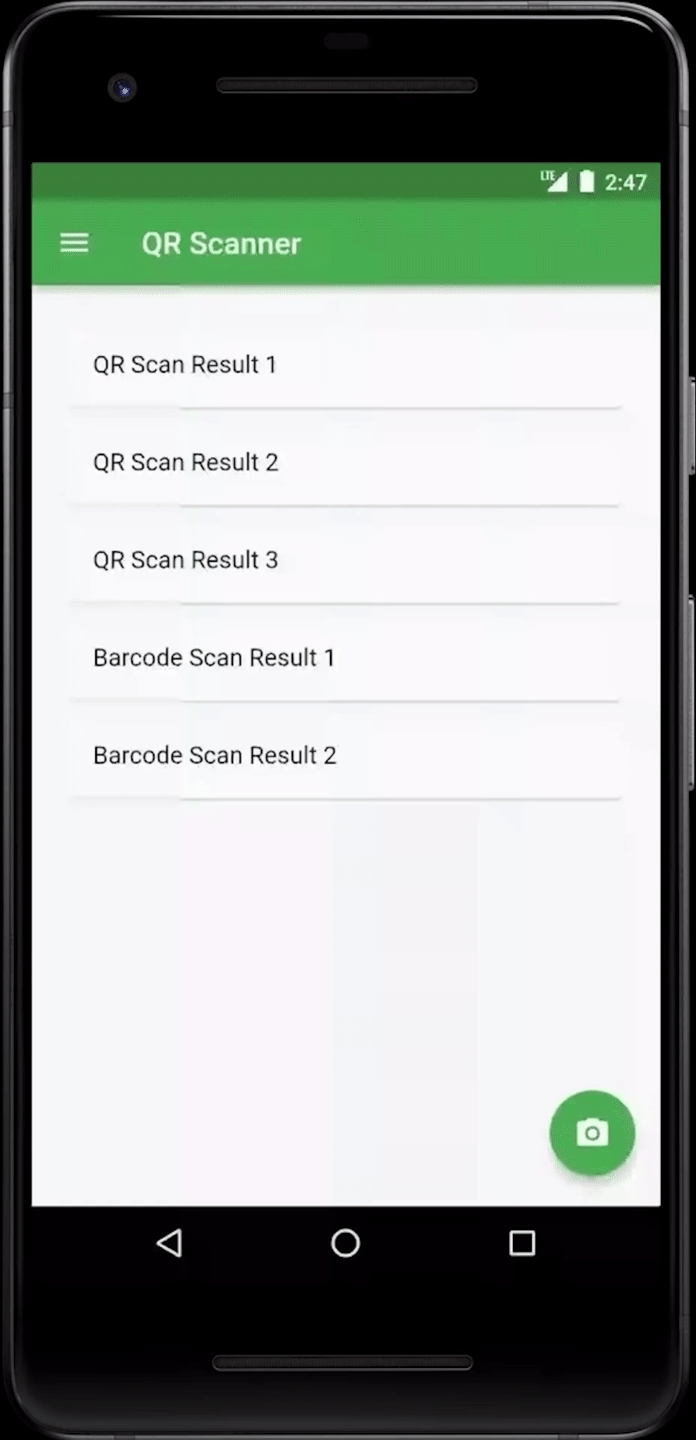 LTE 2:47
QR Scanner
QR Scan Result 1
QR Scan Result 2
QR Scan Result 3
Barcode Scan Result 1
Barcode Scan Result 2